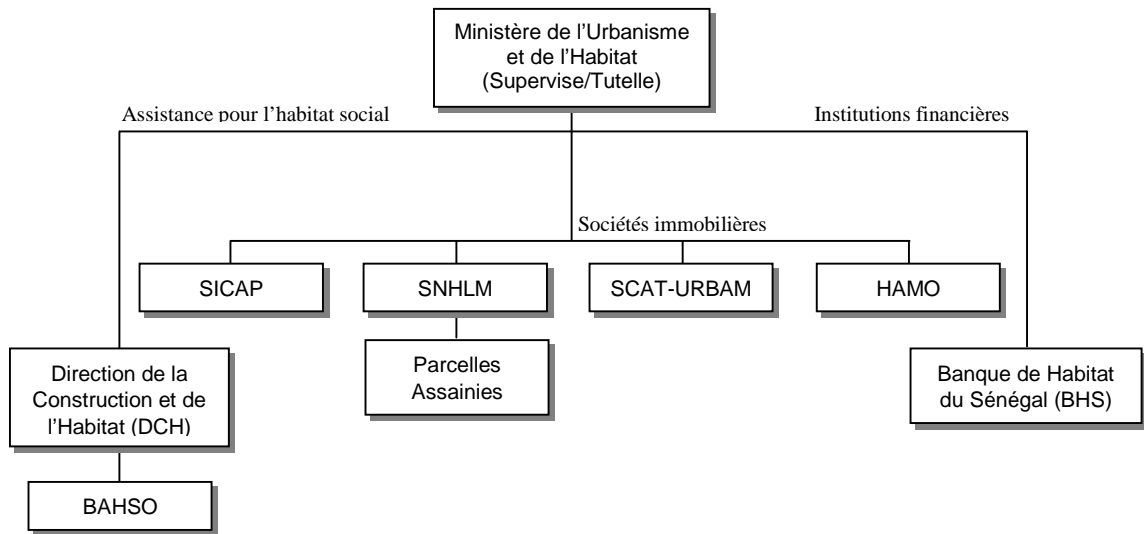 Ministère de l'Urbanisme
et de l'Habitat
(Supervise/Tutelle)
Assistance pour l'habitat social
Institutions financières
Sociétés immobilières
SICAP
SNHLM
SCAT-URBAM
HAMO
Parcelles
Assainies
Direction de la
Construction et de
l'Habitat (DCH)
Banque de Habitat
du Sénégal (BHS)
BAHSO